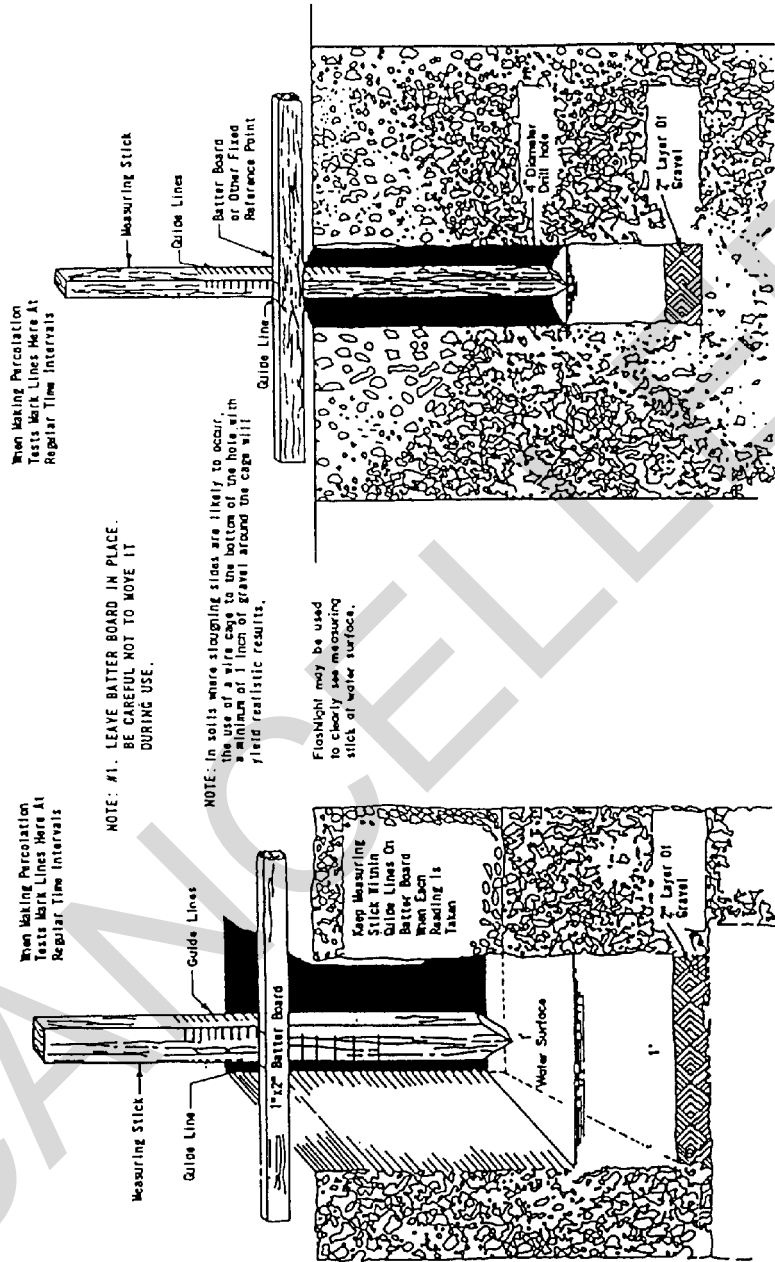 When Making Percolation
Tests Mark Lines Here At
Regular Time Intervals
Measuring Stick
Guide Lines
Batter Board
or Other Fixed
Reference Point
Guide Line
4" Diameter
Drill Hole
2" Layer Of
Gravel
NOTE: #1. LEAVE BATTER BOARD IN PLACE.
BE CAREFUL NOT TO MOVE IT
DURING USE.
NOTE: In soils where sloughing sides are likely to occur,
the use of a wire cage to the bottom of the hole with
a minimum of 1 inch of gravel around the cage will
yield realistic results.
Flashlight may be used
to clearly see measuring
stick at water surface.
When Making Percolation
Tests Mark Lines Here At
Regular Time Intervals
Measuring Stick
Guide Lines
Guide Line
1"x2" Batter Board
Keep Measuring
Stick Within
Guide Lines On
Batter Board
When Each
Reading Is
Taken
1'
Water Surface
1'
2" Layer Of
Gravel
CANCELLED